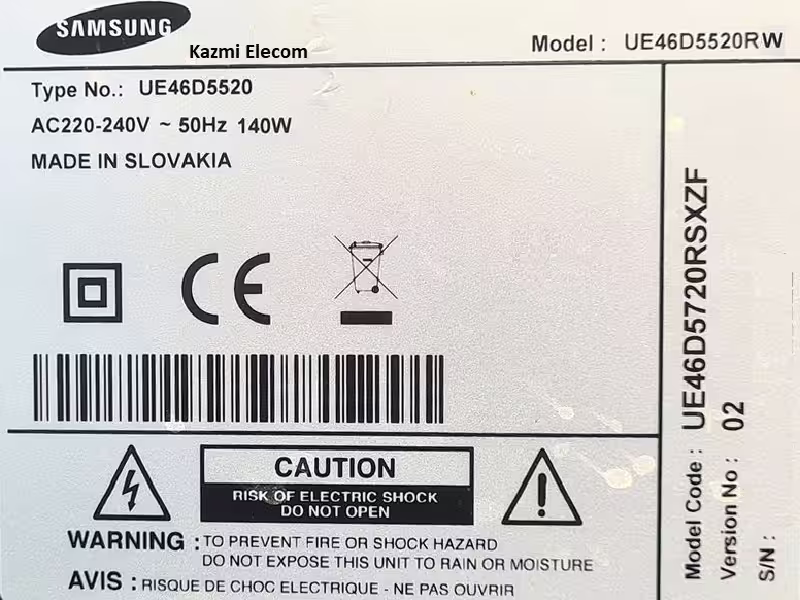 SAMSUNG
Kazmi Elecom
Model : UE46D5520RW
Type No.: UE46D5520
AC220-240V ~ 50Hz 140W
MADE IN SLOVAKIA
CE
CAUTION
RISK OF ELECTRIC SHOCK
DO NOT OPEN
WARNING : TO PREVENT FIRE OR SHOCK HAZARD
DO NOT EXPOSE THIS UNIT TO RAIN OR MOISTURE
AVIS : RISQUE DE CHOC ELECTRIQUE - NE PAS OUVRIR
Model Code : UE46D5720RSXZF
Version No : 02
S/N :